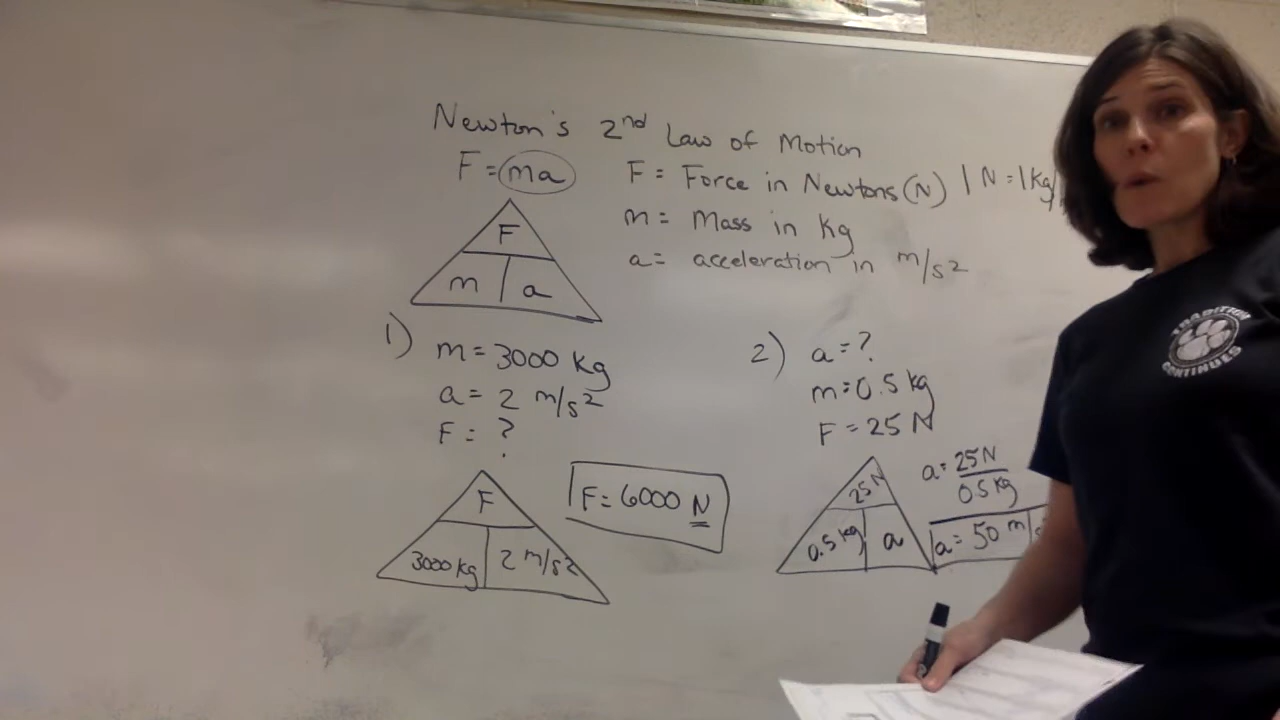 Newton's 2nd Law of Motion
F = ma
F = Force in Newtons (N) 1 N = 1 Kg/
m = Mass in Kg
a = acceleration in m/s²
F
m a
1)
m = 3000 Kg
a = 2 m/s²
F = ?
F
3000 Kg 2 m/s²
F = 6000 N
2) a = ?
m = 0.5 Kg
F = 25 N
25 N
0.5 Kg a
a = 25 N
0.5 Kg
a = 50 m/
TRADITION
CONTINUES